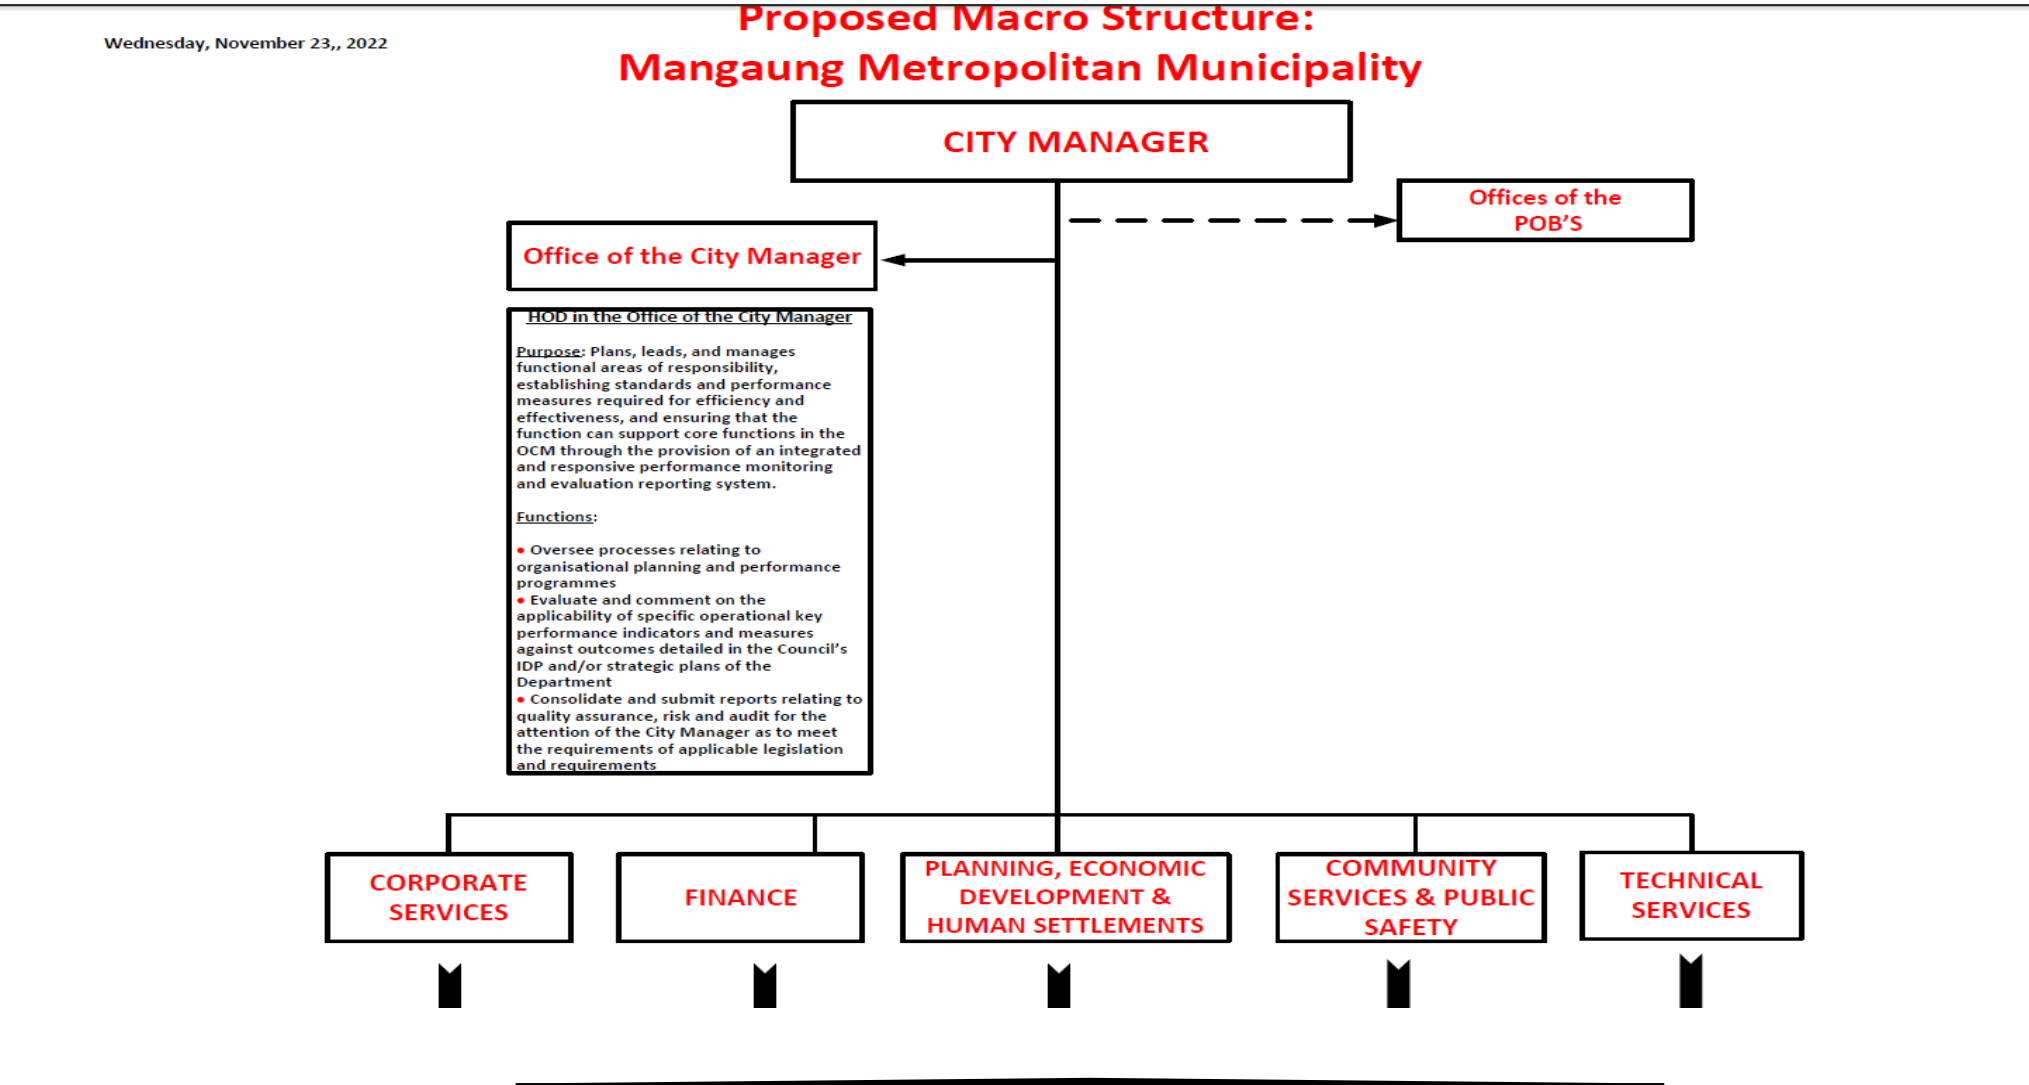 Proposed Macro Structure:
Wednesday, November 23,, 2022
Mangaung Metropolitan Municipality
CITY MANAGER
Offices of the
POB'S
Office of the City Manager
HOD in the Office of the City Manager
Purpose: Plans, leads, and manages
functional areas of responsibility,
establishing standards and performance
measures required for efficiency and
effectiveness, and ensuring that the
function can support core functions in the
OCM through the provision of an integrated
and responsive performance monitoring
and evaluation reporting system.
Functions:
• Oversee processes relating to
organisational planning and performance
programmes
• Evaluate and comment on the
applicability of specific operational key
performance indicators and measures
against outcomes detailed in the Council's
IDP and/or strategic plans of the
Department
• Consolidate and submit reports relating to
quality assurance, risk and audit for the
attention of the City Manager as to meet
the requirements of applicable legislation
and requirements
CORPORATE
SERVICES
FINANCE
PLANNING, ECONOMIC
DEVELOPMENT &
HUMAN SETTLEMENTS
COMMUNITY
SERVICES & PUBLIC
SAFETY
TECHNICAL
SERVICES